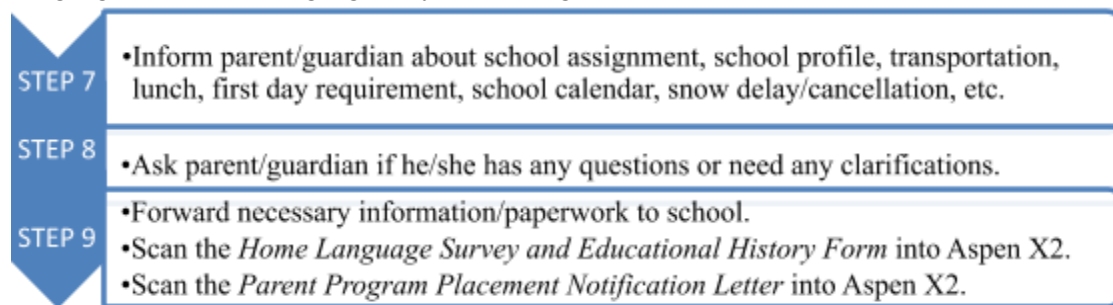 STEP 7
•Inform parent/guardian about school assignment, school profile, transportation,
lunch, first day requirement, school calendar, snow delay/cancellation, etc.
STEP 8
•Ask parent/guardian if he/she has any questions or need any clarifications.
STEP 9
•Forward necessary information/paperwork to school.
•Scan the Home Language Survey and Educational History Form into Aspen X2.
•Scan the Parent Program Placement Notification Letter into Aspen X2.